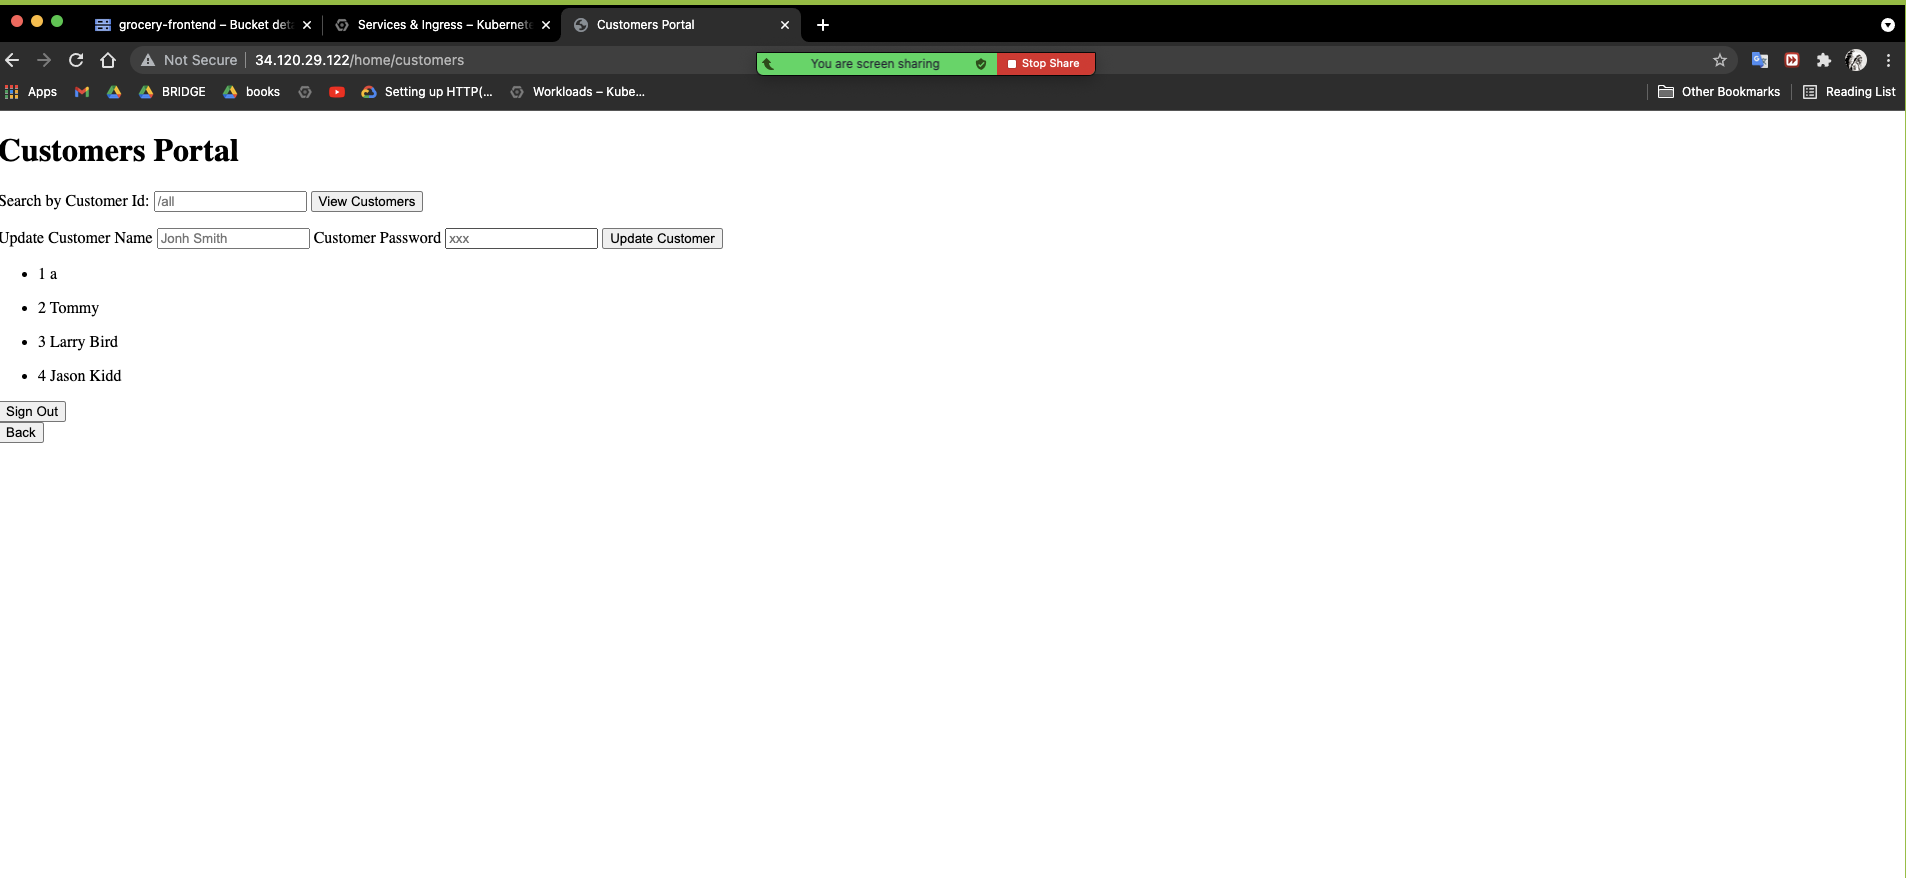 grocery-frontend – Bucket deta
Services & Ingress – Kubernete
Customers Portal
Not Secure
34.120.29.122/home/customers
You are screen sharing
Stop Share
Apps
BRIDGE
books
Setting up HTTP(...
Workloads – Kube...
Other Bookmarks
Reading List
Customers Portal
Search by Customer Id: /all View Customers
Update Customer Name Jonh Smith Customer Password xxx Update Customer
1 a
2 Tommy
3 Larry Bird
4 Jason Kidd
Sign Out
Back